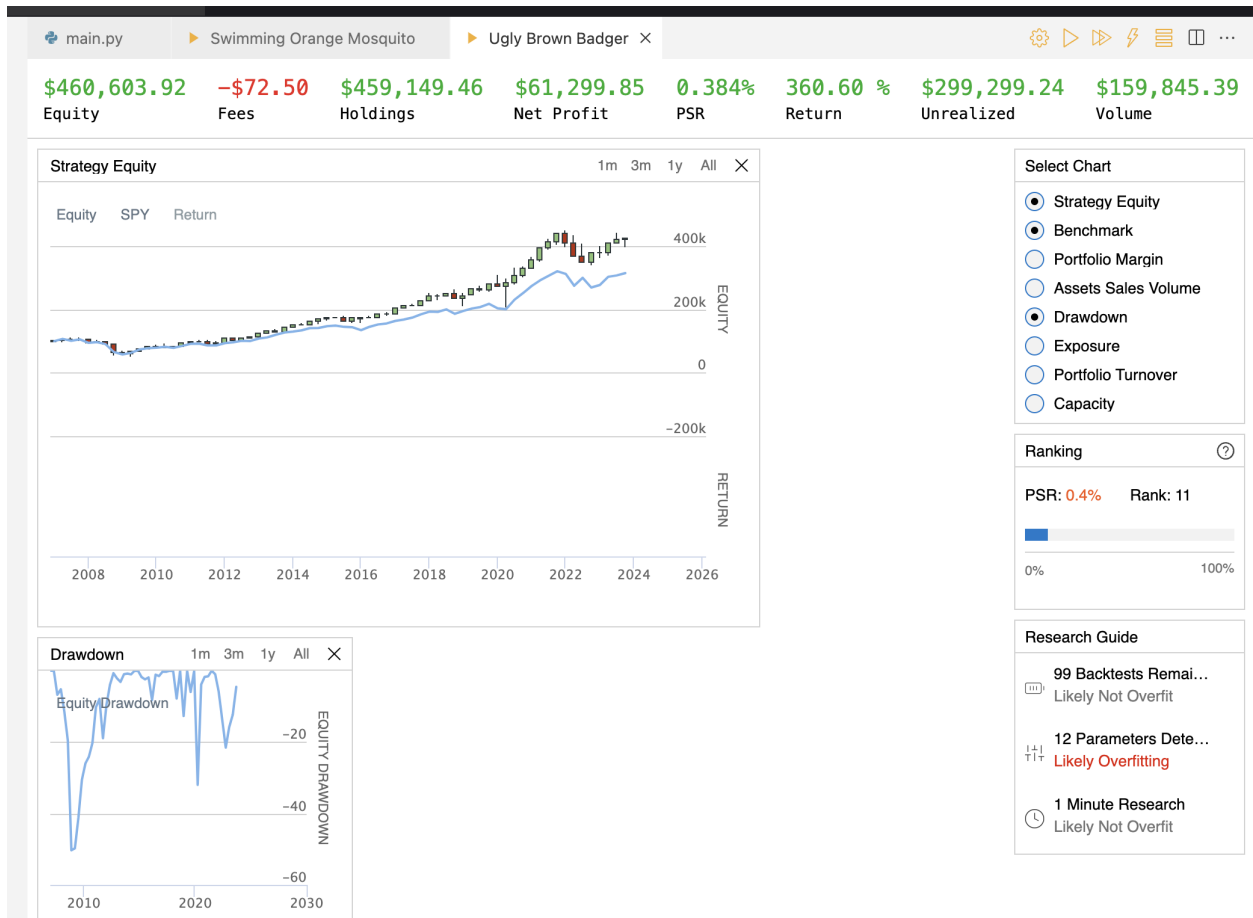 main.py Swimming Orange Mosquito Ugly Brown Badger
$460,603.92 -$72.50 $459,149.46 $61,299.85 0.384% 360.60 % $299,299.24 $159,845.39
Equity Fees Holdings Net Profit PSR Return Unrealized Volume
Strategy Equity 1m 3m 1y All
Equity SPY Return
400k
200k
0
-200k
EQUITY
RETURN
2008 2010 2012 2014 2016 2018 2020 2022 2024 2026
Drawdown 1m 3m 1y All
Equity Drawdown
-20
-40
-60
EQUITY DRAWDOWN
2010 2020 2030
Select Chart
Strategy Equity
Benchmark
Portfolio Margin
Assets Sales Volume
Drawdown
Exposure
Portfolio Turnover
Capacity
Ranking ?
PSR: 0.4% Rank: 11
0% 100%
Research Guide
99 Backtests Remai...
Likely Not Overfit
12 Parameters Dete...
Likely Overfitting
1 Minute Research
Likely Not Overfit